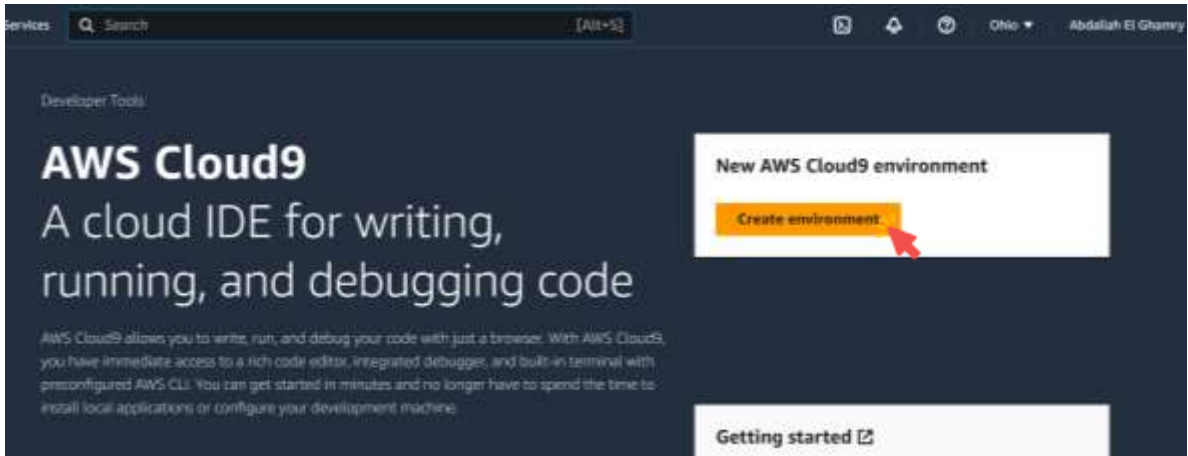 Services Search [Alt+S] Ohio Abdallah El Ghamry
Developer Tools
AWS Cloud9
A cloud IDE for writing,
running, and debugging code
AWS Cloud9 allows you to write, run, and debug your code with just a browser. With AWS Cloud9,
you have immediate access to a rich code editor, integrated debugger, and built-in terminal with
preconfigured AWS CLI. You can get started in minutes and no longer have to spend the time to
install local applications or configure your development machine.
New AWS Cloud9 environment
Create environment
Getting started